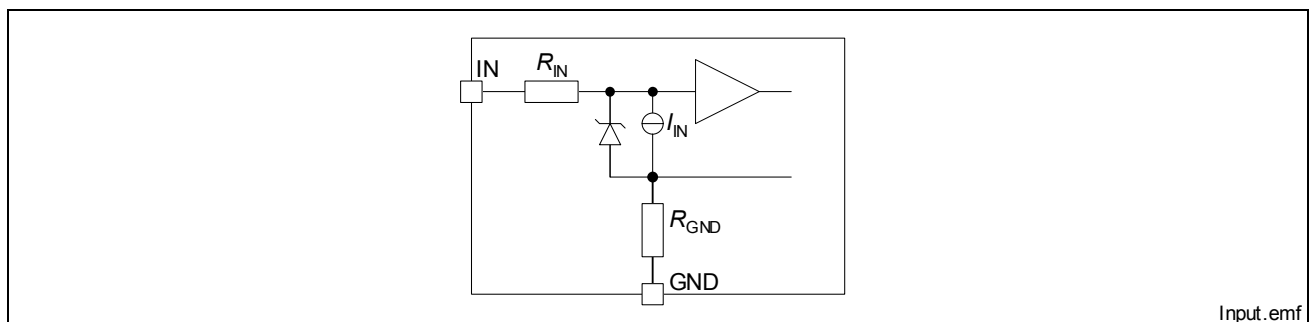 IN
R_IN
I_IN
R_GND
GND
Input.emf